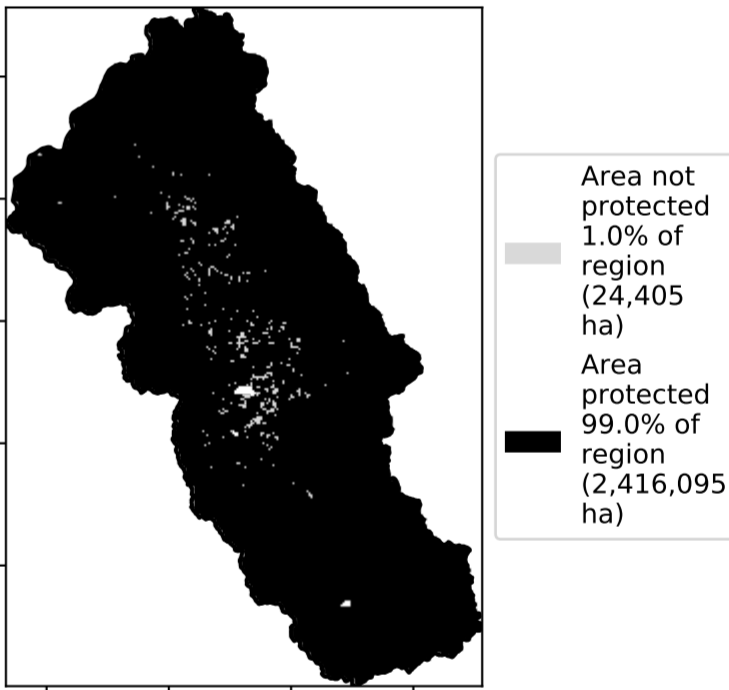 Area not
protected
1.0% of
region
(24,405
ha)
Area
protected
99.0% of
region
(2,416,095
ha)